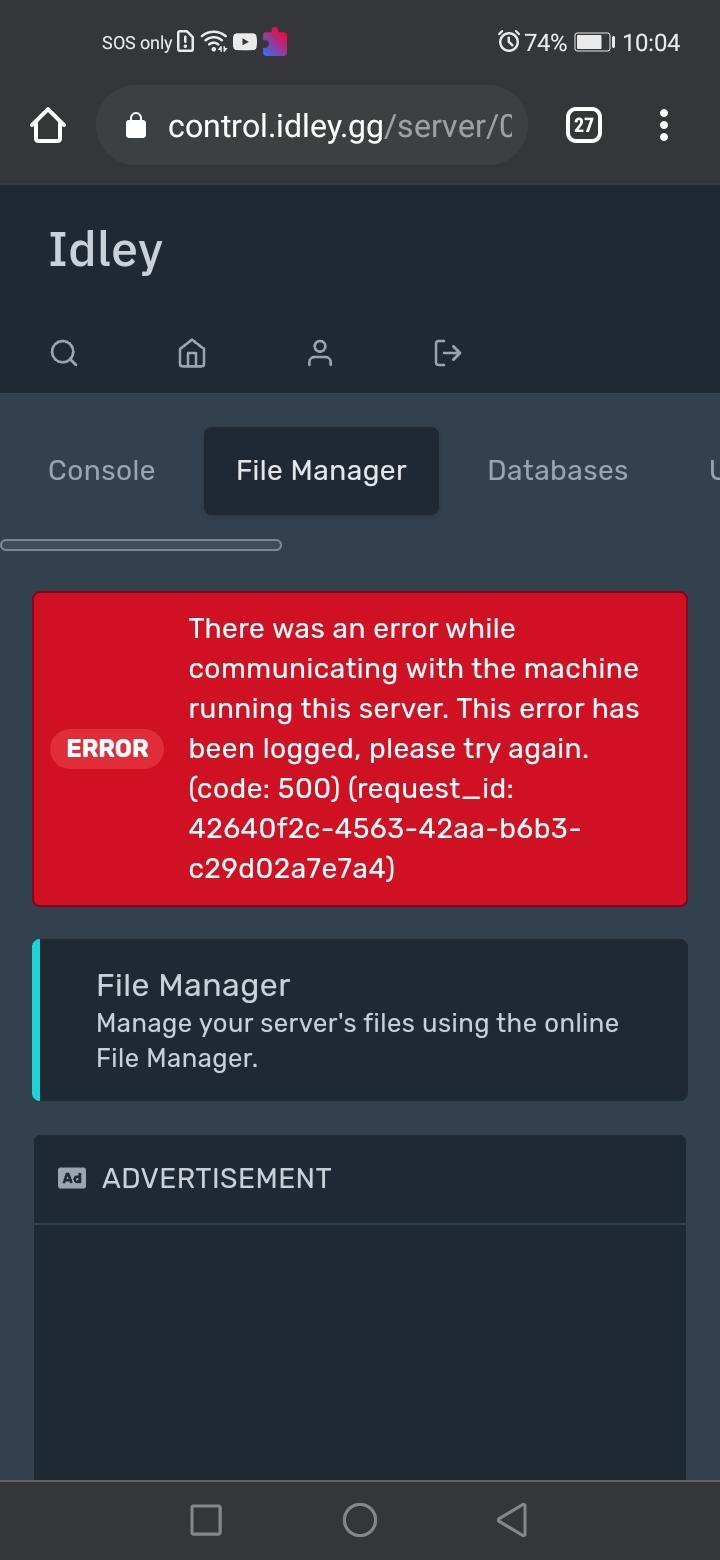 SOS only 74% 10:04
control.idley.gg/server/ 27
Idley
Console File Manager Databases
There was an error while
communicating with the machine
running this server. This error has
ERROR been logged, please try again.
(code: 500) (request_id:
42640f2c-4563-42aa-b6b3-
c29d02a7e7a4)
File Manager
Manage your server's files using the online
File Manager.
Ad ADVERTISEMENT